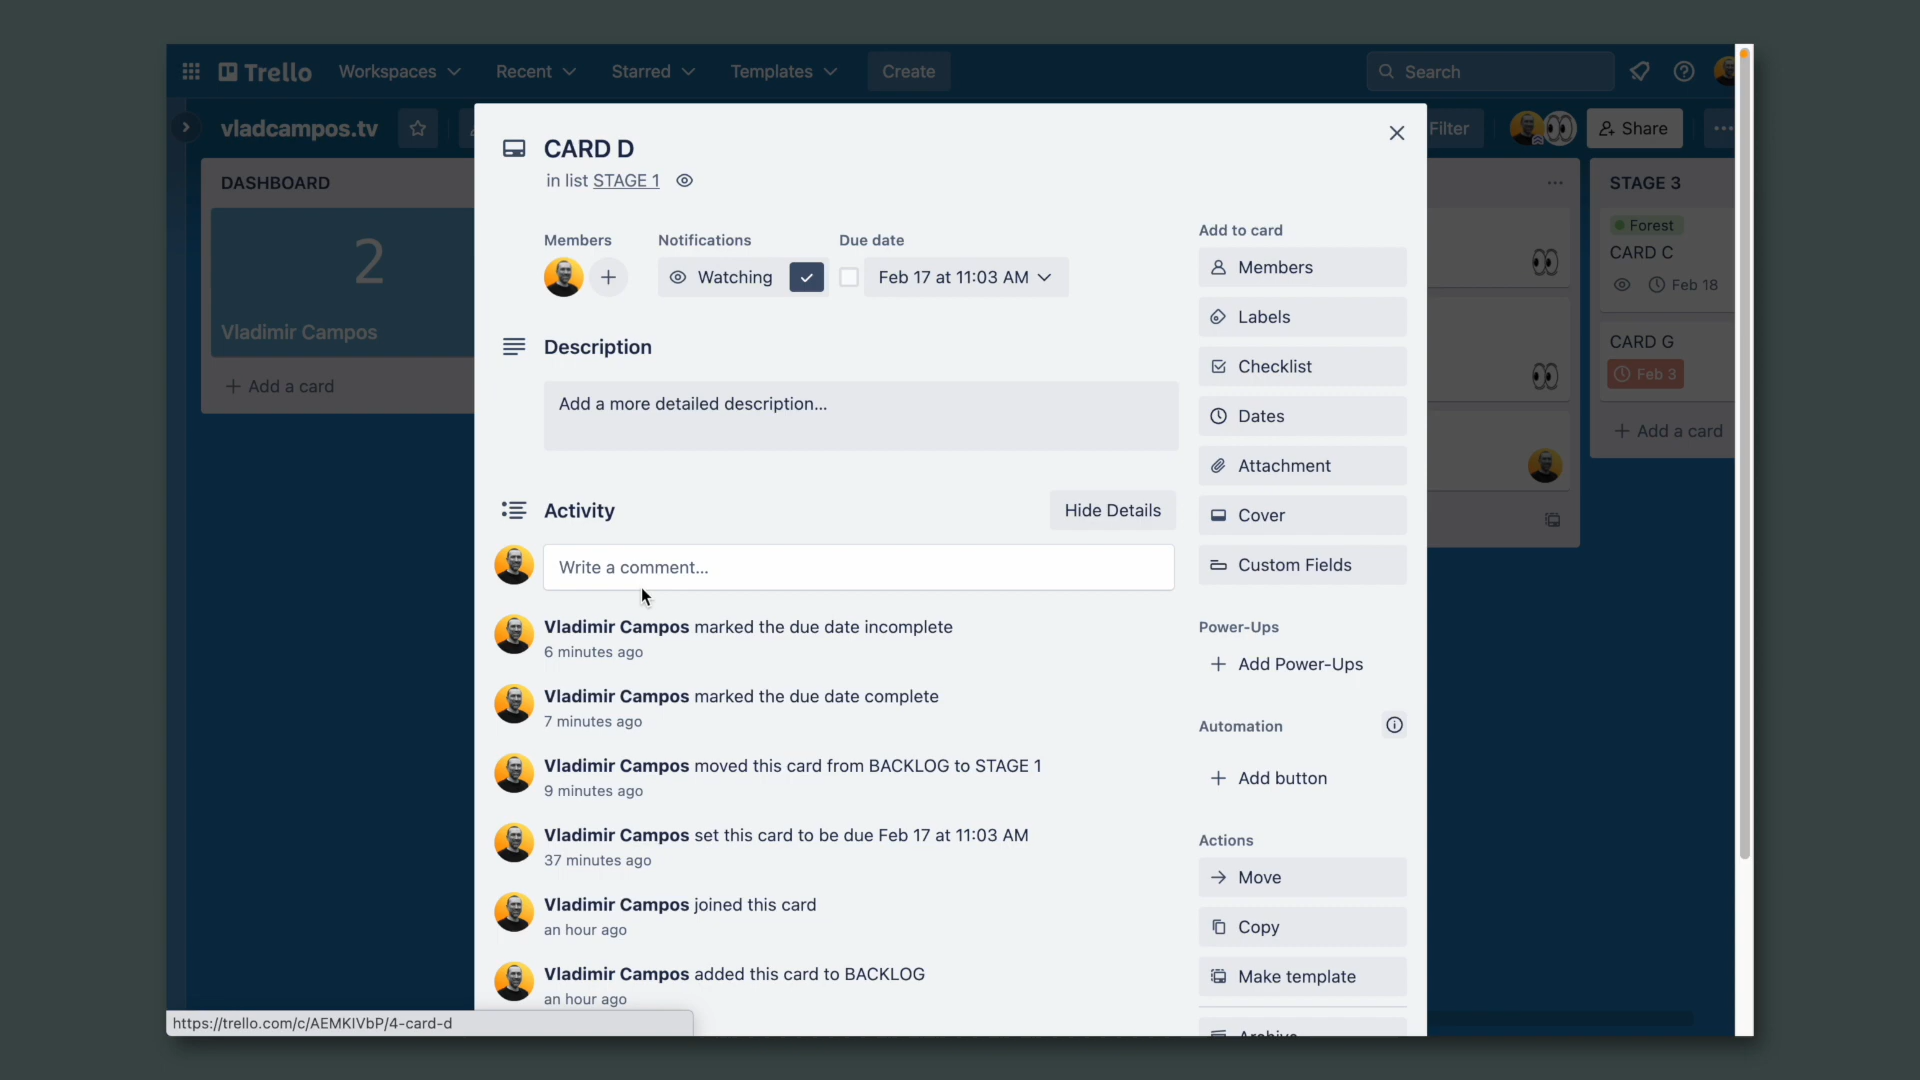 Trello
Workspaces
Recent
Starred
Templates
Create
Search
vladcampos.tv
Filter
Share
DASHBOARD
2
Vladimir Campos
Add a card
CARD D
in list STAGE 1
Members
Notifications
Due date
Watching
Feb 17 at 11:03 AM
Description
Add a more detailed description...
Activity
Hide Details
Write a comment...
Vladimir Campos marked the due date incomplete
6 minutes ago
Vladimir Campos marked the due date complete
7 minutes ago
Vladimir Campos moved this card from BACKLOG to STAGE 1
9 minutes ago
Vladimir Campos set this card to be due Feb 17 at 11:03 AM
37 minutes ago
Vladimir Campos joined this card
an hour ago
Vladimir Campos added this card to BACKLOG
an hour ago
Add to card
Members
Labels
Checklist
Dates
Attachment
Cover
Custom Fields
Power-Ups
Add Power-Ups
Automation
Add button
Actions
Move
Copy
Make template
Archive
STAGE 3
Forest
CARD C
Feb 18
CARD G
Feb 3
Add a card
https://trello.com/c/AEMKIVbP/4-card-d